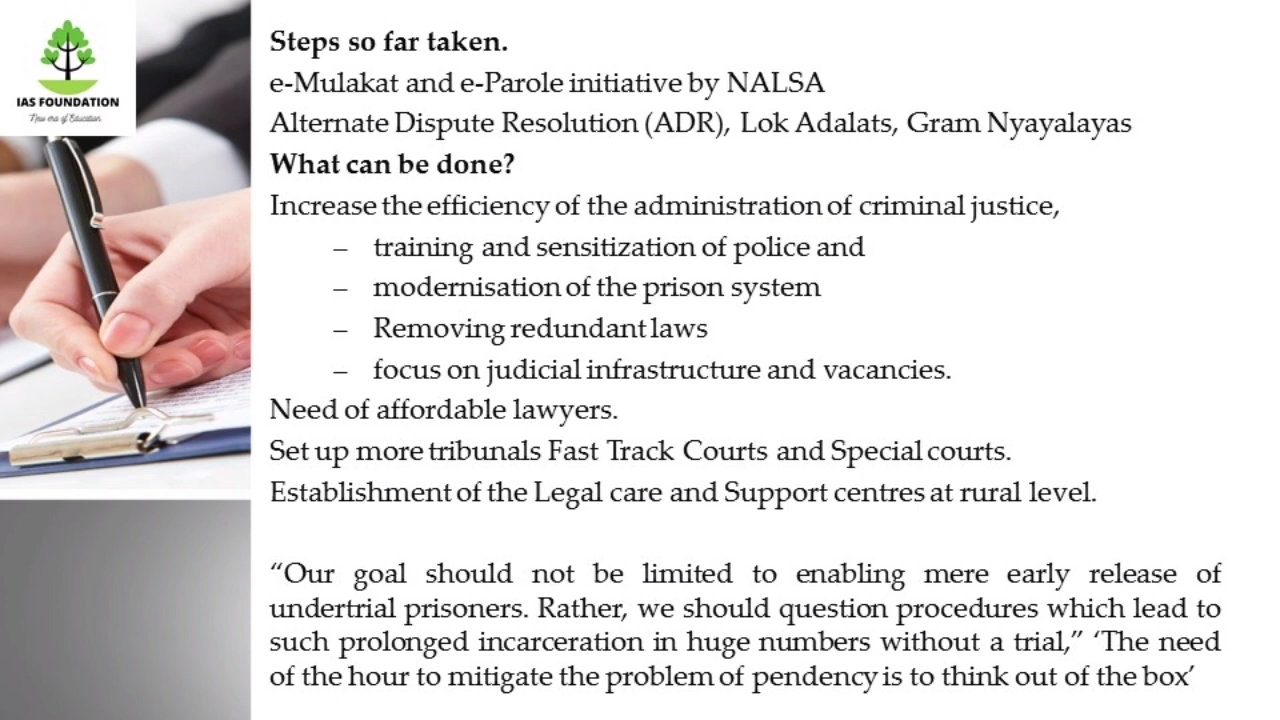 IAS FOUNDATION
New era of Education
Steps so far taken.
e-Mulakat and e-Parole initiative by NALSA
Alternate Dispute Resolution (ADR), Lok Adalats, Gram Nyayalayas
What can be done?
Increase the efficiency of the administration of criminal justice,
– training and sensitization of police and
– modernisation of the prison system
– Removing redundant laws
– focus on judicial infrastructure and vacancies.
Need of affordable lawyers.
Set up more tribunals Fast Track Courts and Special courts.
Establishment of the Legal care and Support centres at rural level.
“Our goal should not be limited to enabling mere early release of
undertrial prisoners. Rather, we should question procedures which lead to
such prolonged incarceration in huge numbers without a trial,” ‘The need
of the hour to mitigate the problem of pendency is to think out of the box’